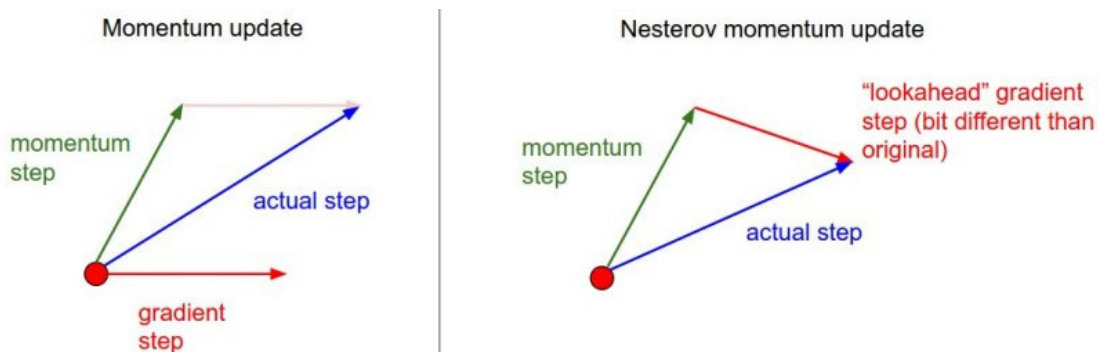 Momentum update
momentum
step
actual step
gradient
step
Nesterov momentum update
"lookahead" gradient
step (bit different than
original)
momentum
step
actual step